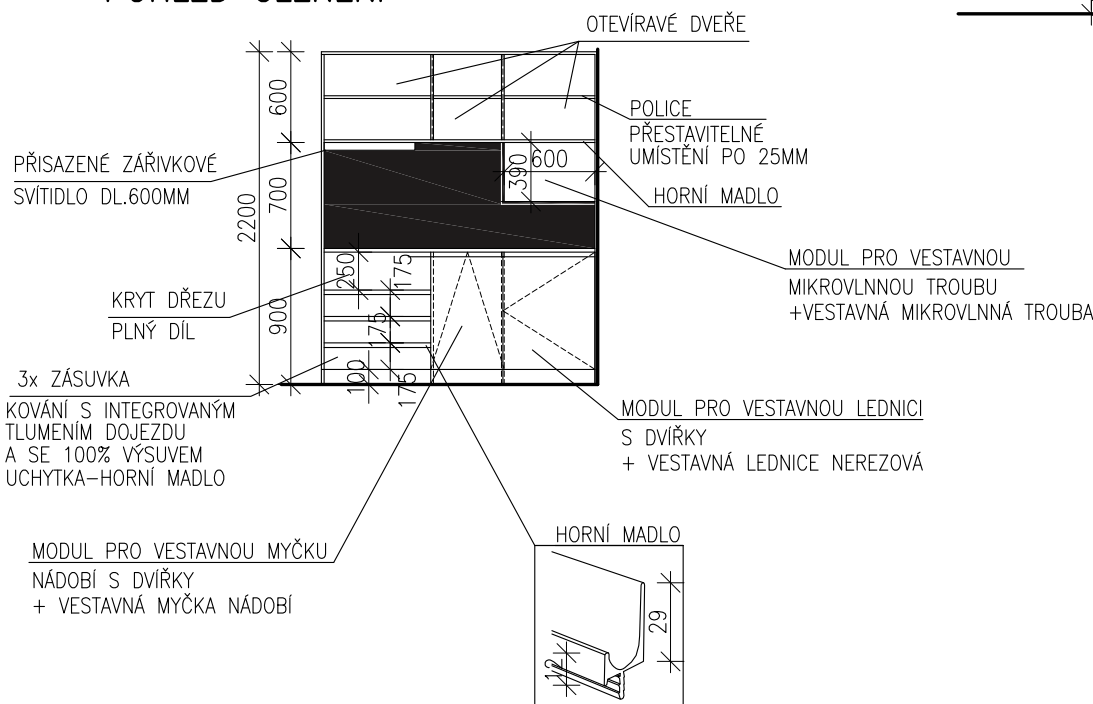 OTEVÍRAVÉ DVEŘE
POLICE
PŘESTAVITELNÉ
UMÍSTĚNÍ PO 25MM
HORNÍ MADLO
PŘISAZENÉ ZÁŘIVKOVÉ
SVÍTIDLO DL.600MM
600
700
2200
900
390
600
MODUL PRO VESTAVNOU
MIKROVLNNOU TROUBU
+VESTAVNÁ MIKROVLNNÁ TROUBA
KRYT DŘEZU
PLNÝ DÍL
250
175
175
175
100
3x ZÁSUVKA
KOVÁNÍ S INTEGROVANÝM
TLUMENÍM DOJEZDU
A SE 100% VÝSUVEM
UCHYTKA-HORNÍ MADLO
MODUL PRO VESTAVNOU LEDNICI
S DVÍŘKY
+ VESTAVNÁ LEDNICE NEREZOVÁ
MODUL PRO VESTAVNOU MYČKU
NÁDOBÍ S DVÍŘKY
+ VESTAVNÁ MYČKA NÁDOBÍ
HORNÍ MADLO
29
12